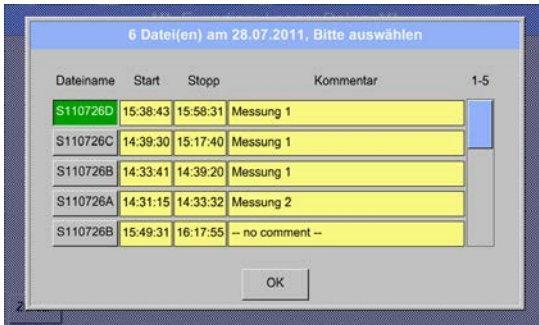 6 Datei(en) am 28.07.2011, Bitte auswählen
Dateiname Start Stopp Kommentar 1-5
S110726D 15:38:43 15:58:31 Messung 1
S110726C 14:39:30 15:17:40 Messung 1
S110726B 14:33:41 14:39:20 Messung 1
S110726A 14:31:15 14:33:32 Messung 2
S110726B 15:49:31 16:17:55 -- no comment --
OK